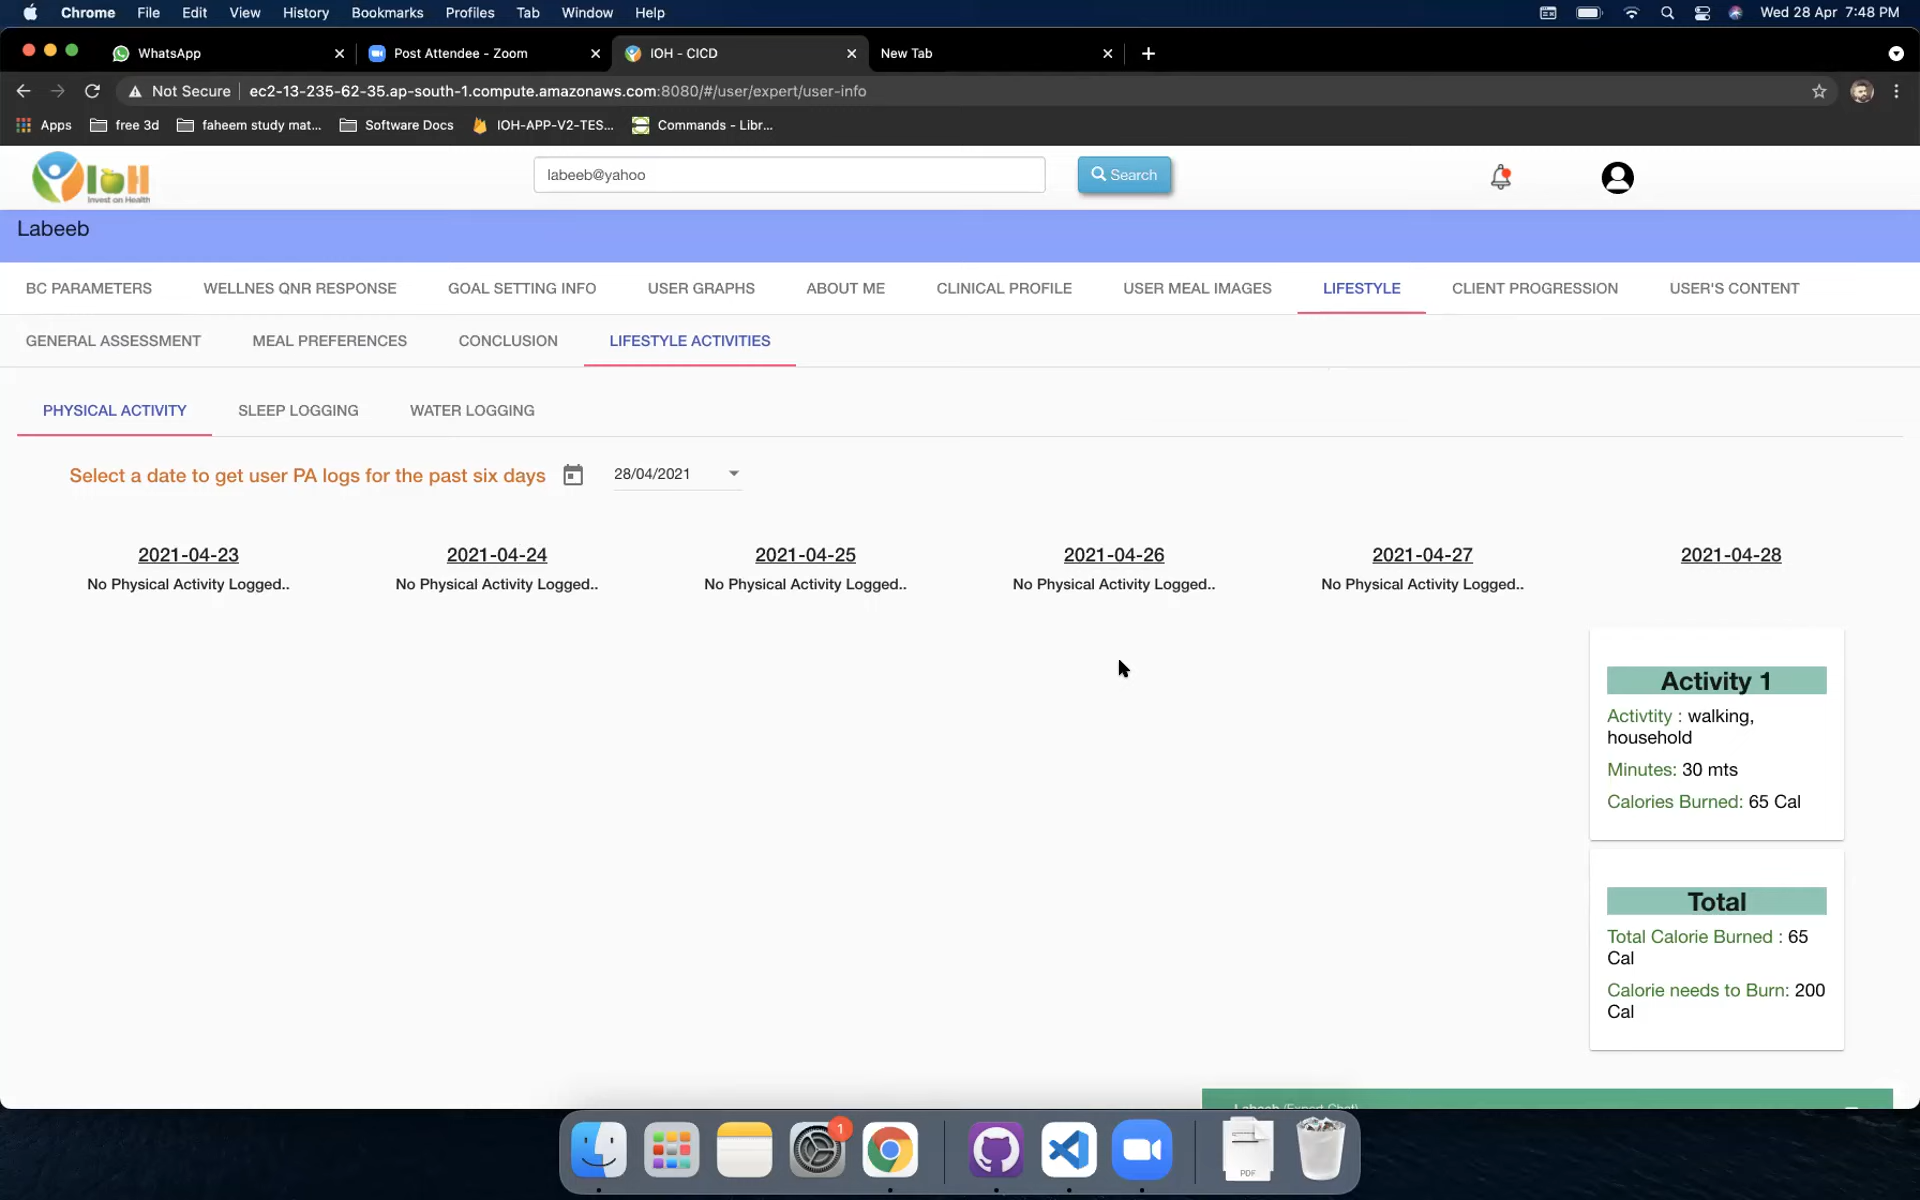 Chrome File Edit View History Bookmarks Profiles Tab Window Help Wed 28 Apr 7:48 PM
WhatsApp Post Attendee - Zoom IOH - CICD New Tab
Not Secure ec2-13-235-62-35.ap-south-1.compute.amazonaws.com:8080/#/user/expert/user-info
Apps free 3d faheem study mat... Software Docs IOH-APP-V2-TES... Commands - Libr...
IoH
Invest on Health
labeeb@yahoo Search
Labeeb
BC PARAMETERS WELLNES QNR RESPONSE GOAL SETTING INFO USER GRAPHS ABOUT ME CLINICAL PROFILE USER MEAL IMAGES LIFESTYLE CLIENT PROGRESSION USER'S CONTENT
GENERAL ASSESSMENT MEAL PREFERENCES CONCLUSION LIFESTYLE ACTIVITIES
PHYSICAL ACTIVITY SLEEP LOGGING WATER LOGGING
Select a date to get user PA logs for the past six days 28/04/2021
2021-04-23 2021-04-24 2021-04-25 2021-04-26 2021-04-27 2021-04-28
No Physical Activity Logged.. No Physical Activity Logged.. No Physical Activity Logged.. No Physical Activity Logged.. No Physical Activity Logged..
Activity 1
Activtity : walking,
household
Minutes: 30 mts
Calories Burned: 65 Cal
Total
Total Calorie Burned : 65
Cal
Calorie needs to Burn: 200
Cal
Labeeb (Expert Chat)
1
PDF